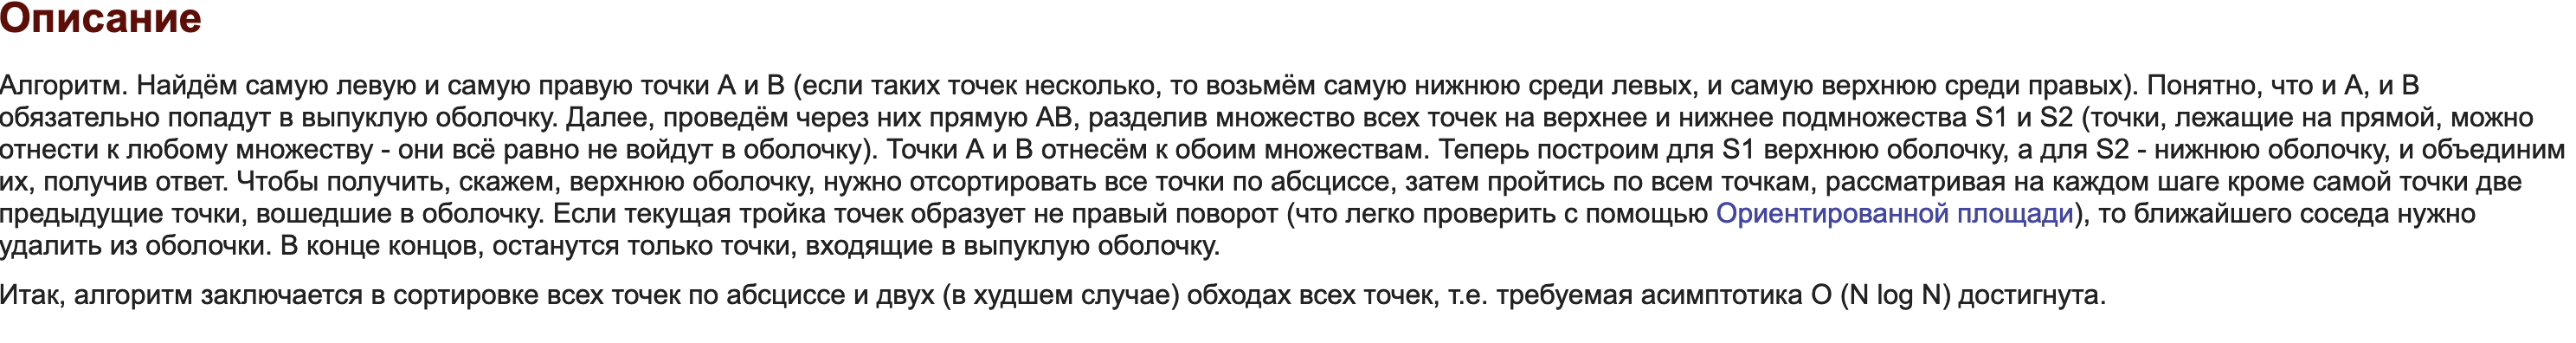 Описание
Алгоритм. Найдём самую левую и самую правую точки A и B (если таких точек несколько, то возьмём самую нижнюю среди левых, и самую верхнюю среди правых). Понятно, что и A, и B
обязательно попадут в выпуклую оболочку. Далее, проведём через них прямую AB, разделив множество всех точек на верхнее и нижнее подмножества S1 и S2 (точки, лежащие на прямой, можно
отнести к любому множеству - они всё равно не войдут в оболочку). Точки A и B отнесём к обоим множествам. Теперь построим для S1 верхнюю оболочку, а для S2 - нижнюю оболочку, и объединим
их, получив ответ. Чтобы получить, скажем, верхнюю оболочку, нужно отсортировать все точки по абсциссе, затем пройтись по всем точкам, рассматривая на каждом шаге кроме самой точки две
предыдущие точки, вошедшие в оболочку. Если текущая тройка точек образует не правый поворот (что легко проверить с помощью Ориентированной площади), то ближайшего соседа нужно
удалить из оболочки. В конце концов, останутся только точки, входящие в выпуклую оболочку.
Итак, алгоритм заключается в сортировке всех точек по абсциссе и двух (в худшем случае) обходах всех точек, т.е. требуемая асимптотика O (N log N) достигнута.